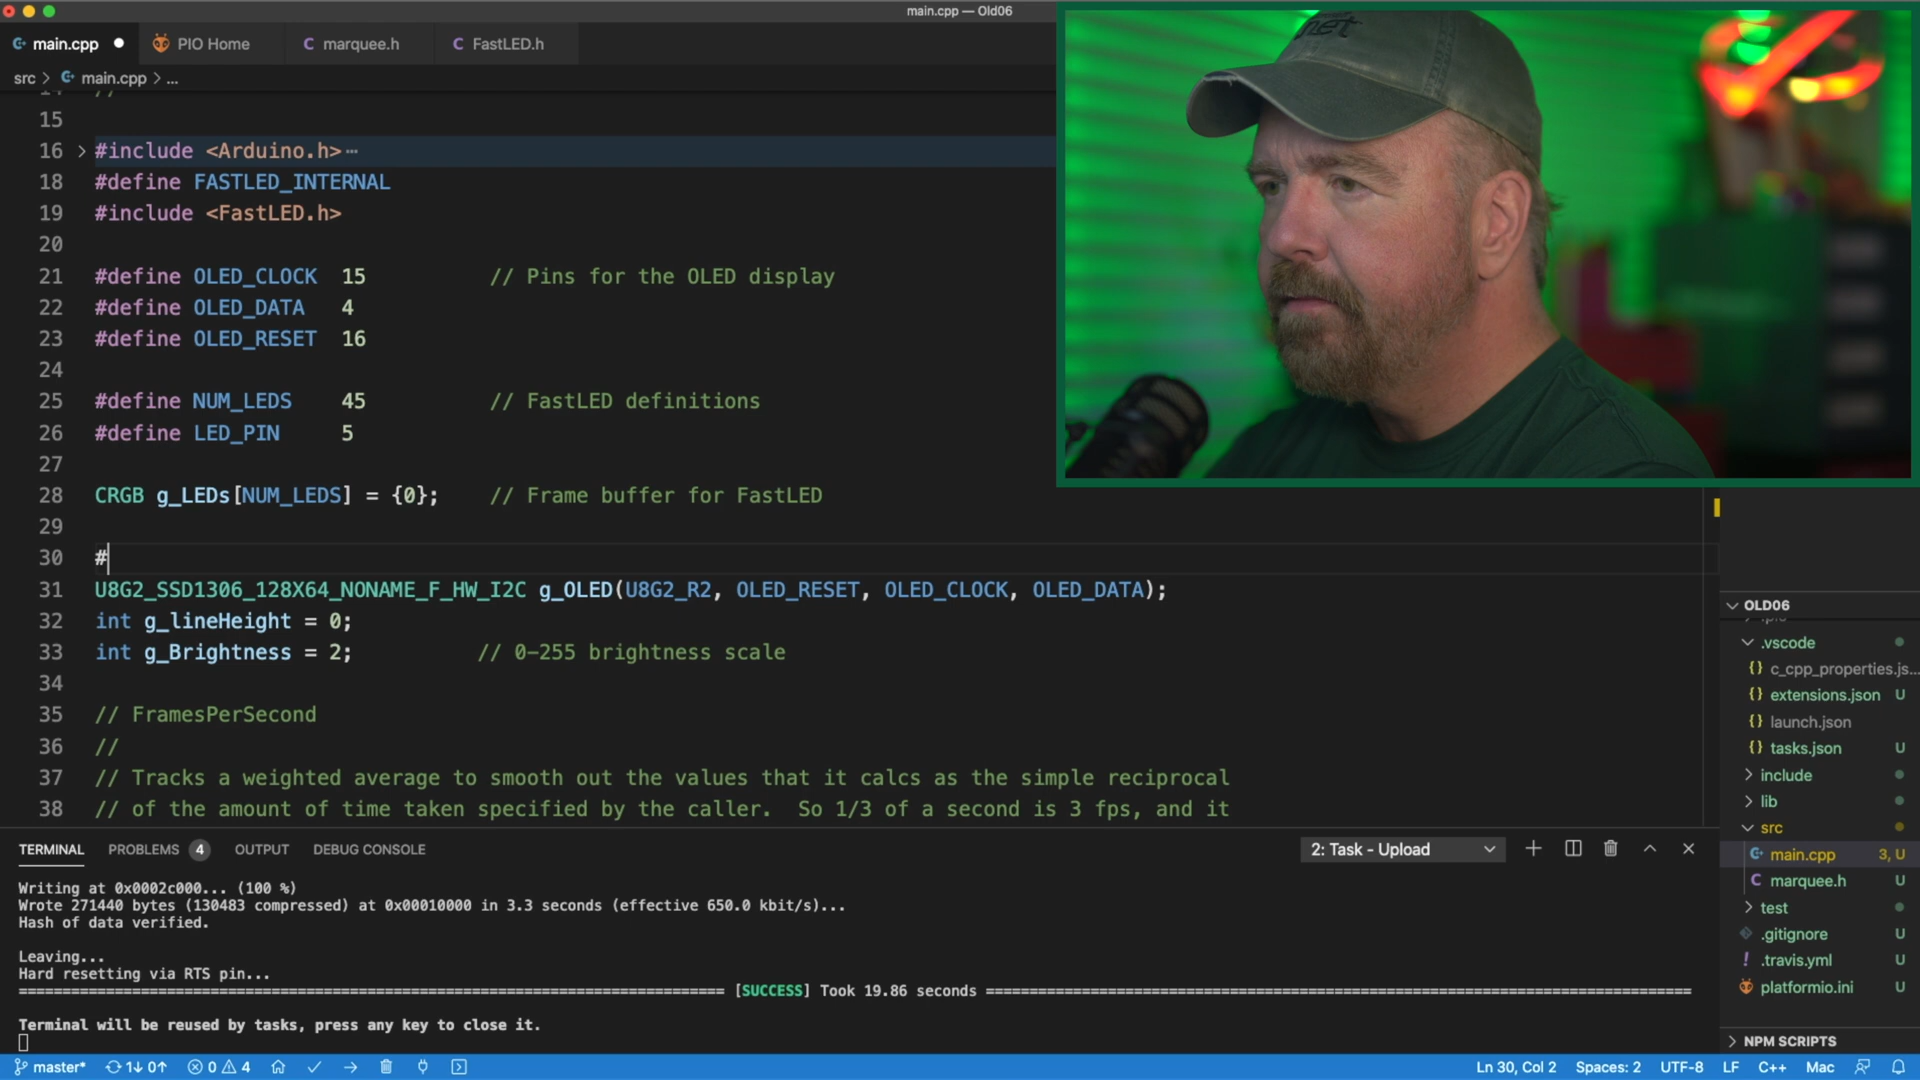 main.cpp — Old06
main.cpp ● PIO Home marquee.h FastLED.h
src > main.cpp > ...
14 //
15
16 #include <Arduino.h>⋯
18 #define FASTLED_INTERNAL
19 #include <FastLED.h>
20
21 #define OLED_CLOCK 15 // Pins for the OLED display
22 #define OLED_DATA 4
23 #define OLED_RESET 16
24
25 #define NUM_LEDS 45 // FastLED definitions
26 #define LED_PIN 5
27
28 CRGB g_LEDs[NUM_LEDS] = {0}; // Frame buffer for FastLED
29
30 #
31 U8G2_SSD1306_128X64_NONAME_F_HW_I2C g_OLED(U8G2_R2, OLED_RESET, OLED_CLOCK, OLED_DATA);
32 int g_lineHeight = 0;
33 int g_Brightness = 2; // 0-255 brightness scale
34
35 // FramesPerSecond
36 //
37 // Tracks a weighted average to smooth out the values that it calcs as the simple reciprocal
38 // of the amount of time taken specified by the caller. So 1/3 of a second is 3 fps, and it
OLD06
.vscode
{} c_cpp_properties.js...
{} extensions.json U
{} launch.json
{} tasks.json U
include
lib
src
main.cpp 3, U
marquee.h U
test
.gitignore U
.travis.yml U
platformio.ini U
NPM SCRIPTS
TERMINAL PROBLEMS 4 OUTPUT DEBUG CONSOLE 2: Task - Upload
Writing at 0x0002c000... (100 %)
Wrote 271440 bytes (130483 compressed) at 0x00010000 in 3.3 seconds (effective 650.0 kbit/s)...
Hash of data verified.
Leaving...
Hard resetting via RTS pin...
[SUCCESS] Took 19.86 seconds
Terminal will be reused by tasks, press any key to close it.
master* 1↓ 0↑ 0 4 Ln 30, Col 2 Spaces: 2 UTF-8 LF C++ Mac